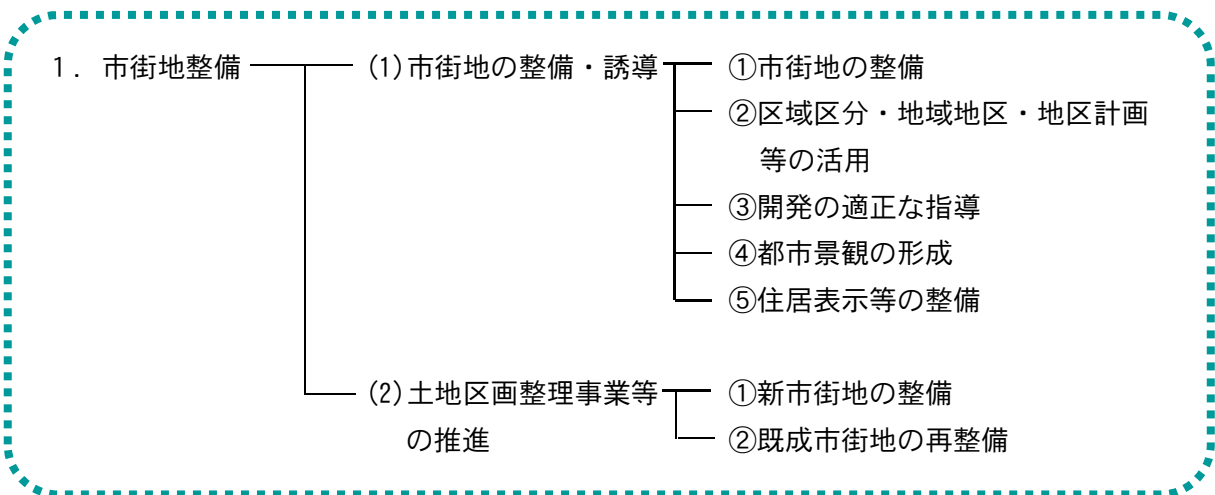 １．市街地整備
(1)市街地の整備・誘導
①市街地の整備
②区域区分・地域地区・地区計画
等の活用
③開発の適正な指導
④都市景観の形成
⑤住居表示等の整備
(2)土地区画整理事業等
の推進
①新市街地の整備
②既成市街地の再整備